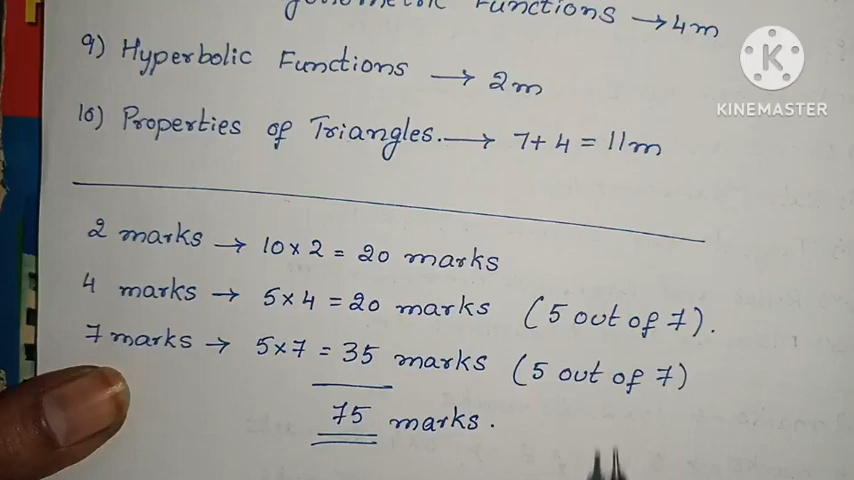 Functions → 4m
9) Hyperbolic Functions → 2m
10) Properties of Triangles. → 7+4 = 11m
KINEMASTER
2 marks → 10×2 = 20 marks
4 marks → 5×4 = 20 marks (5 out of 7).
7 marks → 5×7 = 35 marks (5 out of 7)
75 marks.